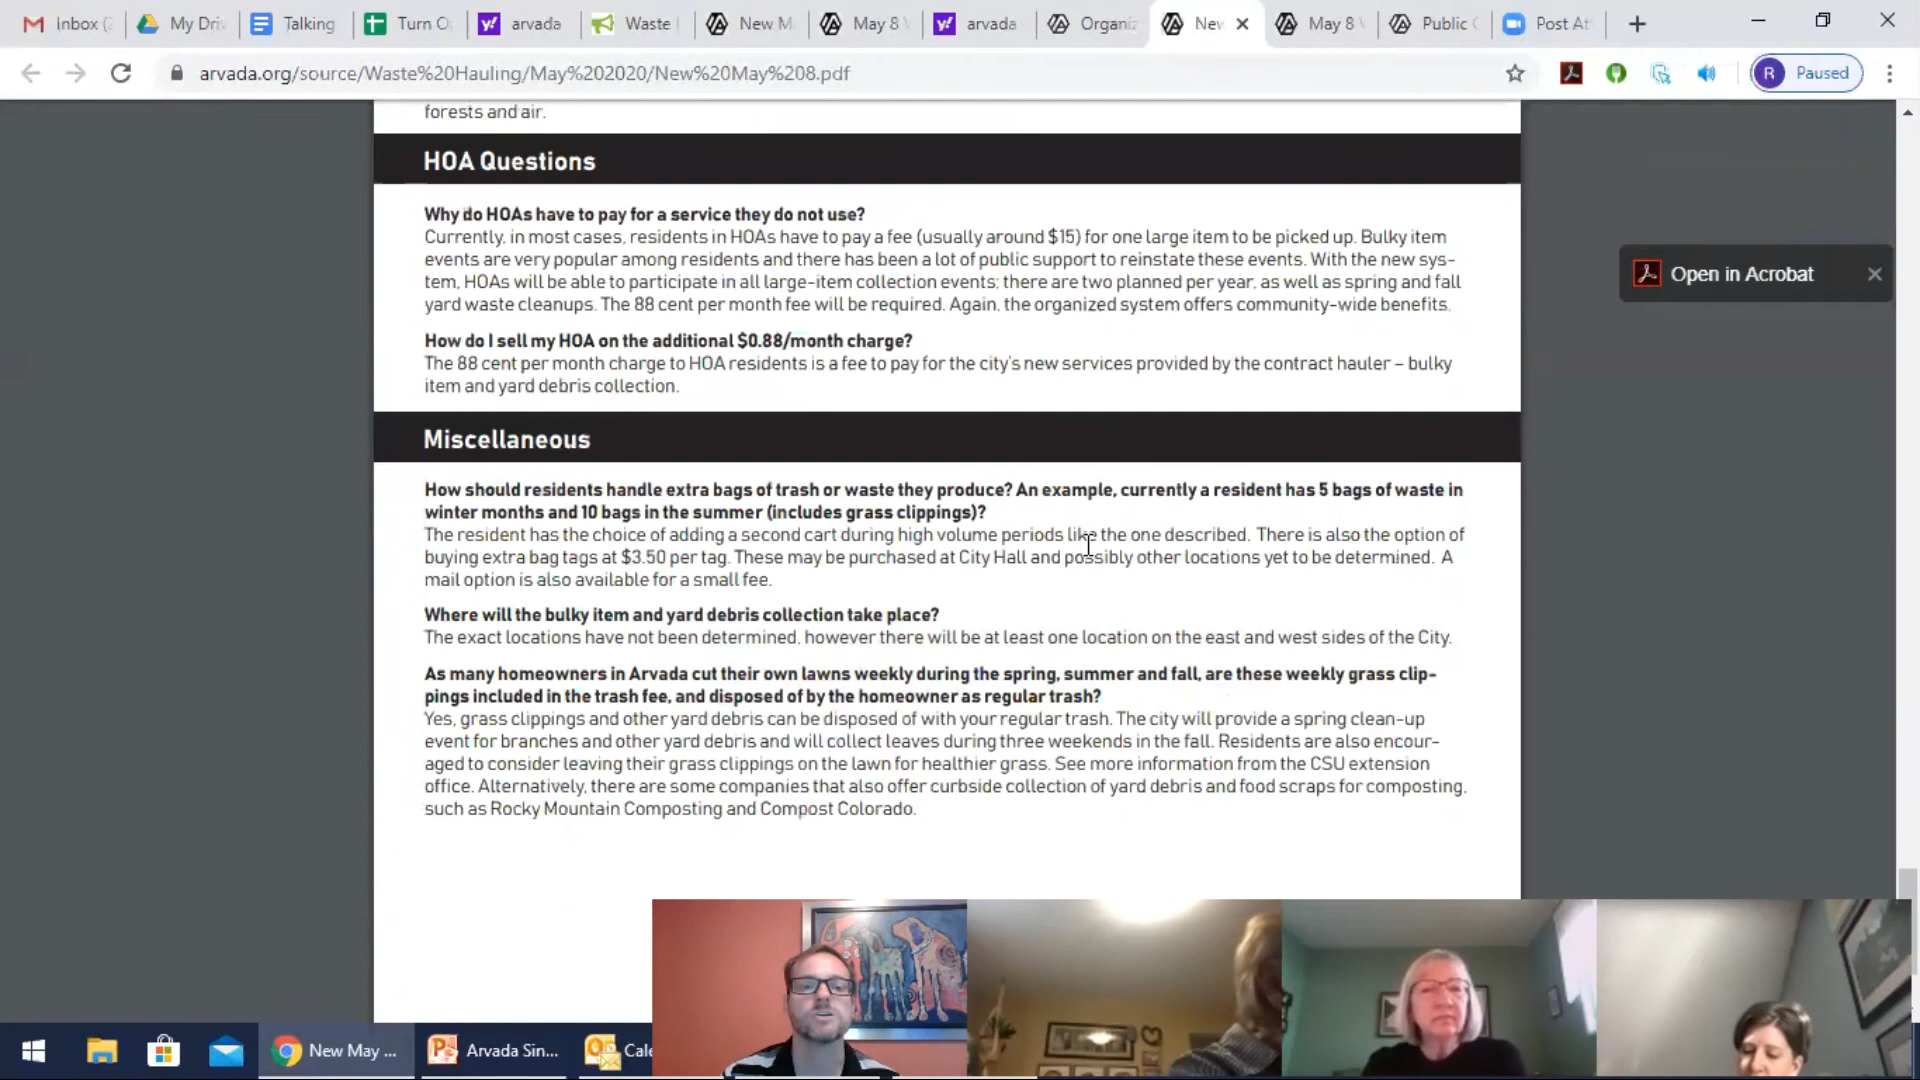 Inbox (2
My Driv
Talking
Turn O
arvada
Waste
New M
May 8 V
arvada
Organiz
New
May 8 V
Public C
Post At
arvada.org/source/Waste%20Hauling/May%202020/New%20May%208.pdf
R
Paused
forests and air.
HOA Questions
Why do HOAs have to pay for a service they do not use?
Currently, in most cases, residents in HOAs have to pay a fee (usually around $15) for one large item to be picked up. Bulky item
events are very popular among residents and there has been a lot of public support to reinstate these events. With the new sys-
tem, HOAs will be able to participate in all large-item collection events; there are two planned per year, as well as spring and fall
yard waste cleanups. The 88 cent per month fee will be required. Again, the organized system offers community-wide benefits.
Open in Acrobat
How do I sell my HOA on the additional $0.88/month charge?
The 88 cent per month charge to HOA residents is a fee to pay for the city's new services provided by the contract hauler – bulky
item and yard debris collection.
Miscellaneous
How should residents handle extra bags of trash or waste they produce? An example, currently a resident has 5 bags of waste in
winter months and 10 bags in the summer (includes grass clippings)?
The resident has the choice of adding a second cart during high volume periods like the one described. There is also the option of
buying extra bag tags at $3.50 per tag. These may be purchased at City Hall and possibly other locations yet to be determined. A
mail option is also available for a small fee.
Where will the bulky item and yard debris collection take place?
The exact locations have not been determined, however there will be at least one location on the east and west sides of the City.
As many homeowners in Arvada cut their own lawns weekly during the spring, summer and fall, are these weekly grass clip-
pings included in the trash fee, and disposed of by the homeowner as regular trash?
Yes, grass clippings and other yard debris can be disposed of with your regular trash. The city will provide a spring clean-up
event for branches and other yard debris and will collect leaves during three weekends in the fall. Residents are also encour-
aged to consider leaving their grass clippings on the lawn for healthier grass. See more information from the CSU extension
office. Alternatively, there are some companies that also offer curbside collection of yard debris and food scraps for composting,
such as Rocky Mountain Composting and Compost Colorado.
New May ...
Arvada Sin...
Cale